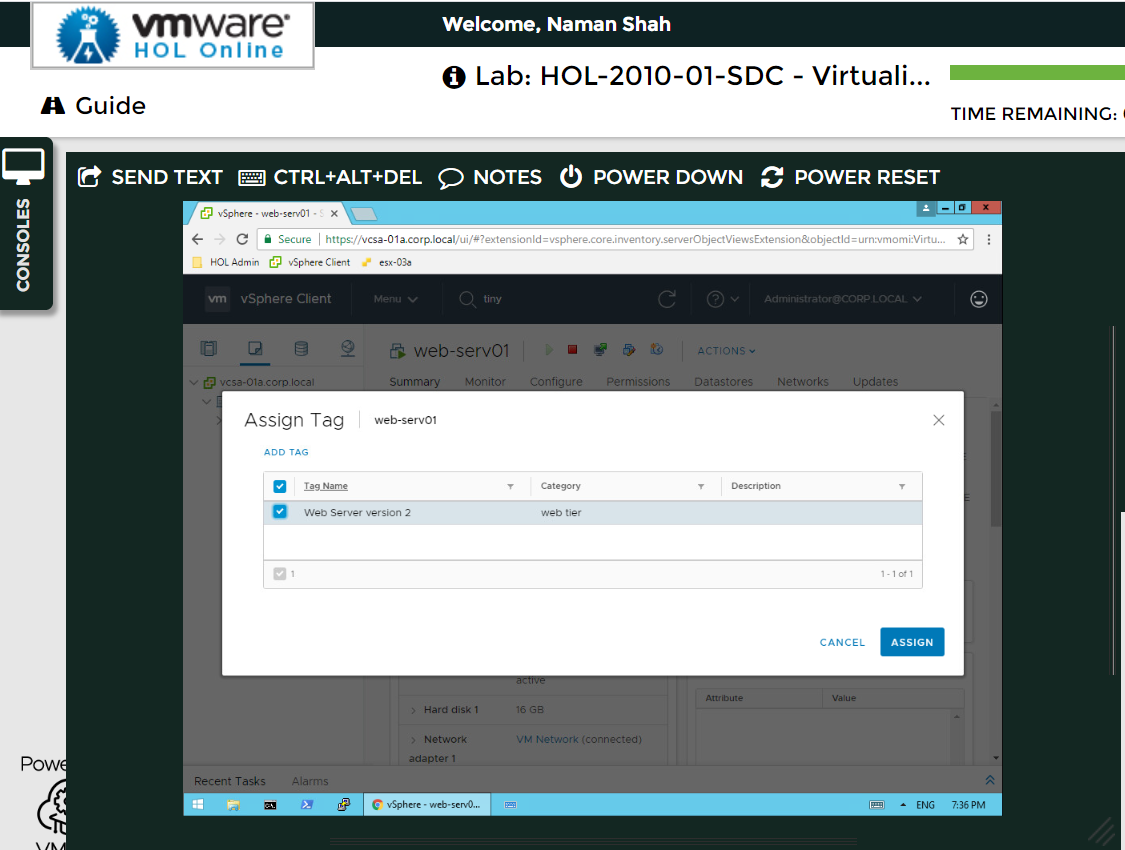 vmware®
HOL Online
Welcome, Naman Shah
Lab: HOL-2010-01-SDC - Virtuali...
Guide
TIME REMAINING:
CONSOLES
SEND TEXT CTRL+ALT+DEL NOTES POWER DOWN POWER RESET
vSphere - web-serv01 - S
Secure https://vcsa-01a.corp.local/ui/#?extensionId=vsphere.core.inventory.serverObjectViewsExtension&objectId=urn:vmomi:Virtu...
HOL Admin vSphere Client esx-03a
vm vSphere Client Menu tiny Administrator@CORP.LOCAL
web-serv01 ACTIONS
vcsa-01a.corp.local
Summary Monitor Configure Permissions Datastores Networks Updates
Assign Tag web-serv01
ADD TAG
Tag Name Category Description
Web Server version 2 web tier
1 1 - 1 of 1
CANCEL ASSIGN
active
Hard disk 1 16 GB
Network adapter 1 VM Network (connected)
Attribute Value
Recent Tasks Alarms
vSphere - web-serv0... ENG 7:36 PM
Powe
VM